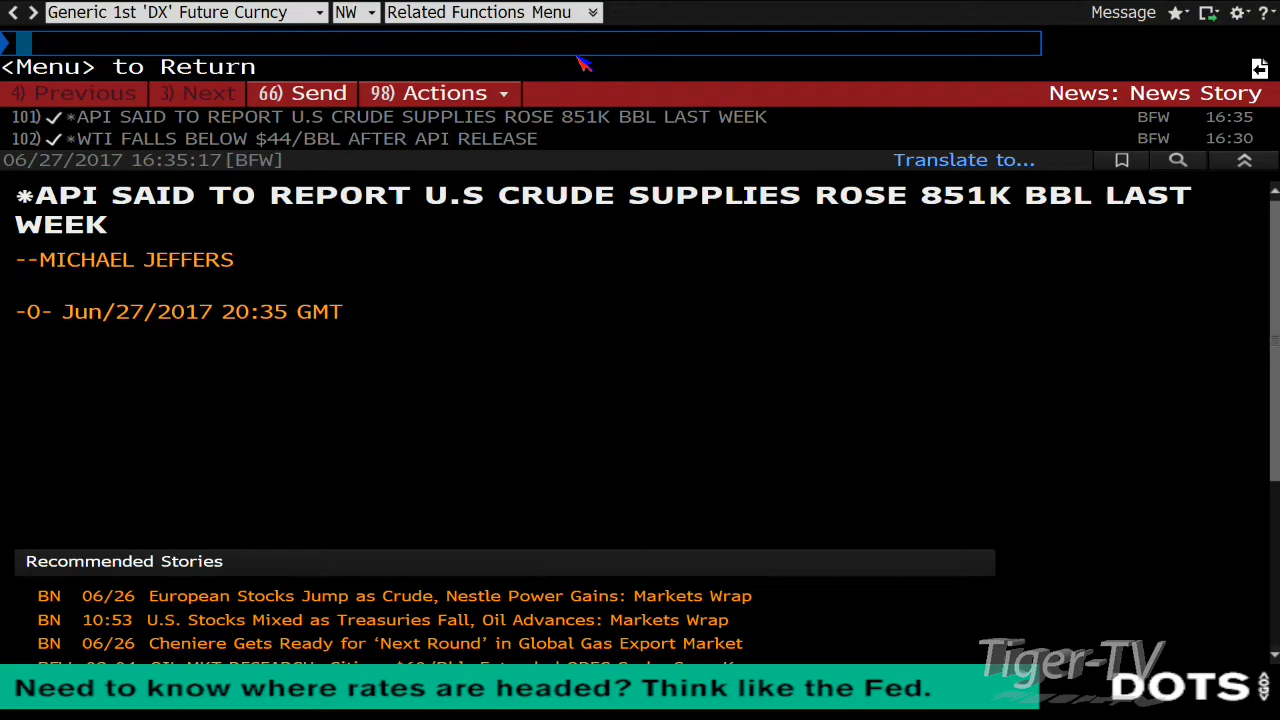 Generic 1st 'DX' Future Curncy NW Related Functions Menu Message ?
<Menu> to Return
4) Previous 3) Next 66) Send 98) Actions News: News Story
101) *API SAID TO REPORT U.S CRUDE SUPPLIES ROSE 851K BBL LAST WEEK BFW 16:35
102) *WTI FALLS BELOW $44/BBL AFTER API RELEASE BFW 16:30
06/27/2017 16:35:17[BFW] Translate to...
*API SAID TO REPORT U.S CRUDE SUPPLIES ROSE 851K BBL LAST
WEEK
--MICHAEL JEFFERS
-0- Jun/27/2017 20:35 GMT
Recommended Stories
BN 06/26 European Stocks Jump as Crude, Nestle Power Gains: Markets Wrap
BN 10:53 U.S. Stocks Mixed as Treasuries Fall, Oil Advances: Markets Wrap
BN 06/26 Cheniere Gets Ready for ‘Next Round’ in Global Gas Export Market
Tiger-TV
Need to know where rates are headed? Think like the Fed.
DOTS